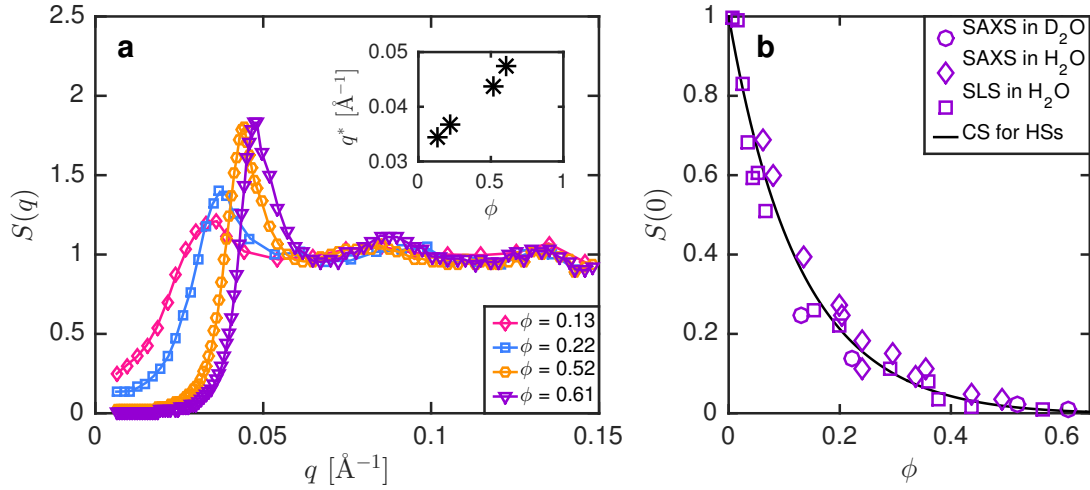 a
2.5
2
1.5
1
0.5
0
S(q)
0 0.05 0.1 0.15
q [Å⁻¹]
0.05
0.04
0.03
q* [Å⁻¹]
0 0.5 1
ϕ
ϕ = 0.13
ϕ = 0.22
ϕ = 0.52
ϕ = 0.61
b
1
0.8
0.6
0.4
0.2
0
S(0)
0 0.2 0.4 0.6
ϕ
SAXS in D₂O
SAXS in H₂O
SLS in H₂O
CS for HSs